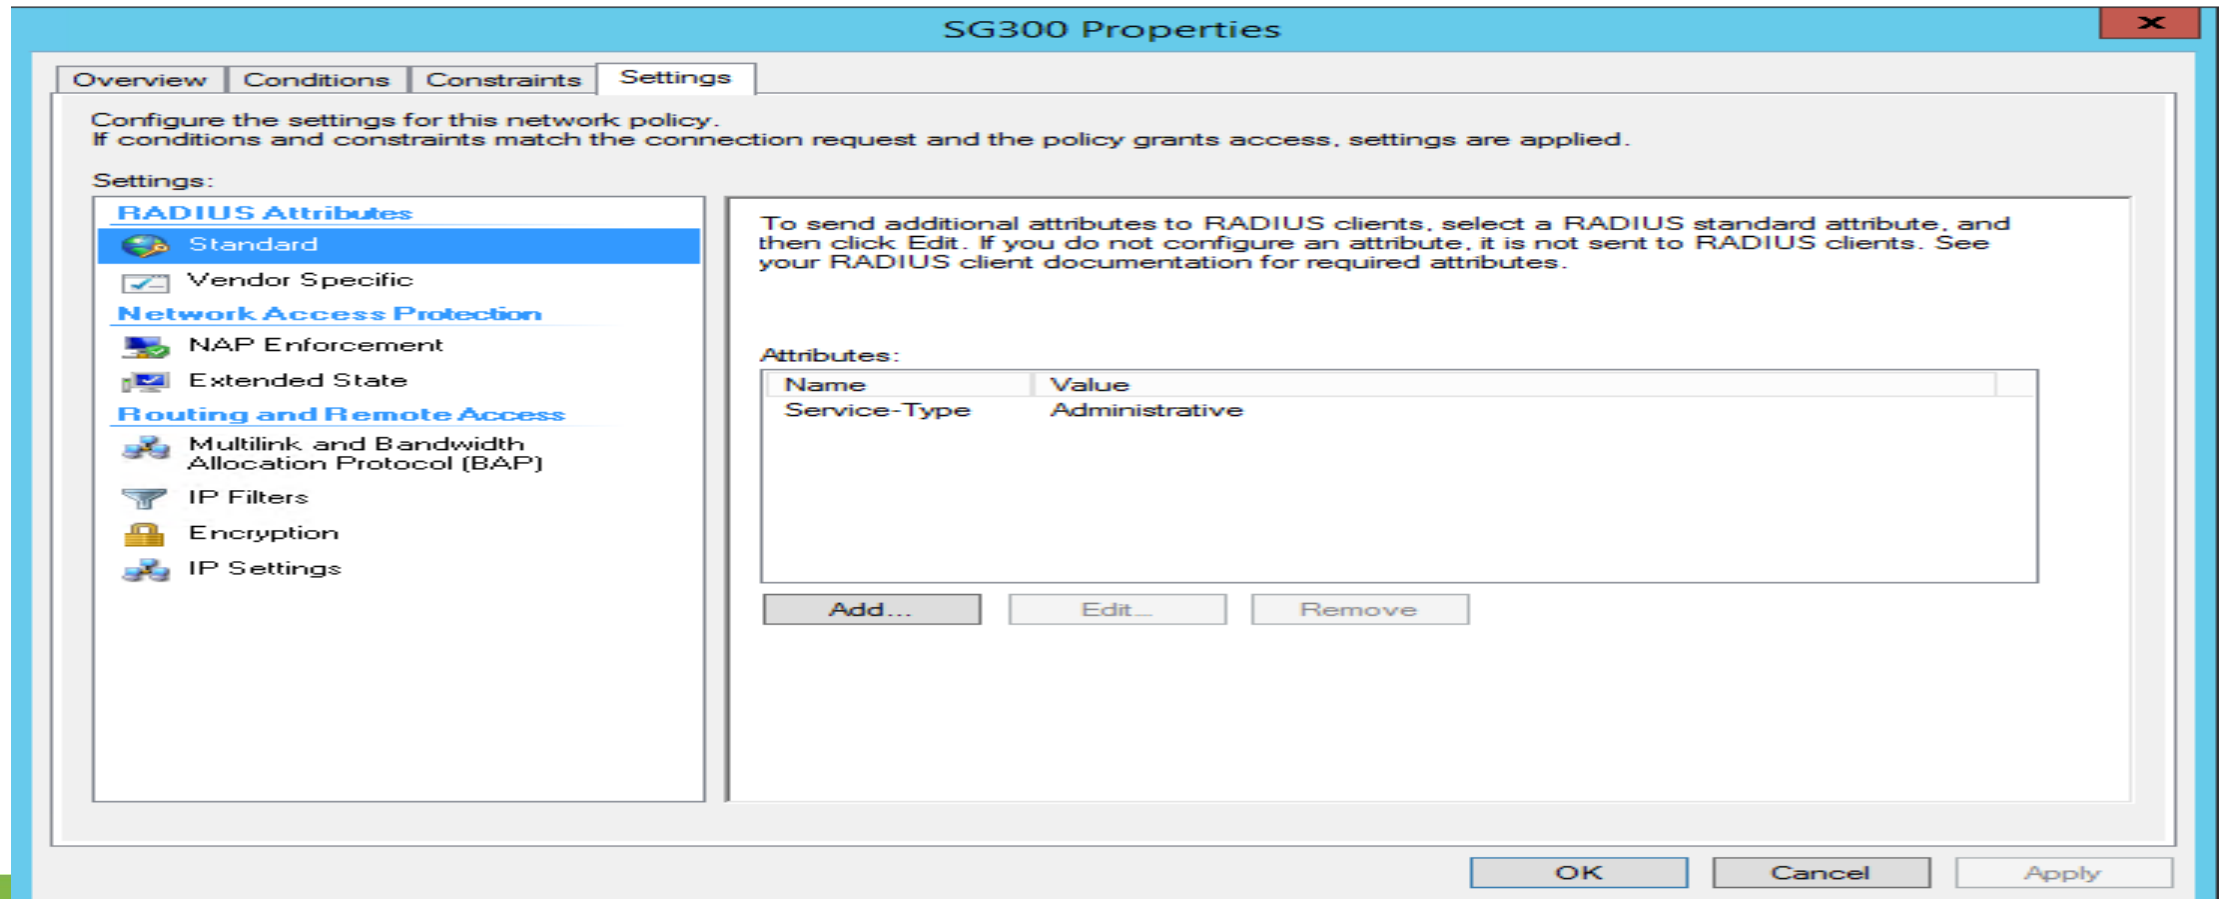 SG300 Properties
x
Overview
Conditions
Constraints
Settings
Configure the settings for this network policy.
If conditions and constraints match the connection request and the policy grants access, settings are applied.
Settings:
RADIUS Attributes
Standard
Vendor Specific
Network Access Protection
NAP Enforcement
Extended State
Routing and Remote Access
Multilink and Bandwidth
Allocation Protocol (BAP)
IP Filters
Encryption
IP Settings
To send additional attributes to RADIUS clients, select a RADIUS standard attribute, and
then click Edit. If you do not configure an attribute, it is not sent to RADIUS clients. See
your RADIUS client documentation for required attributes.
Attributes:
Name Value
Service-Type Administrative
Add...
Edit...
Remove
OK
Cancel
Apply